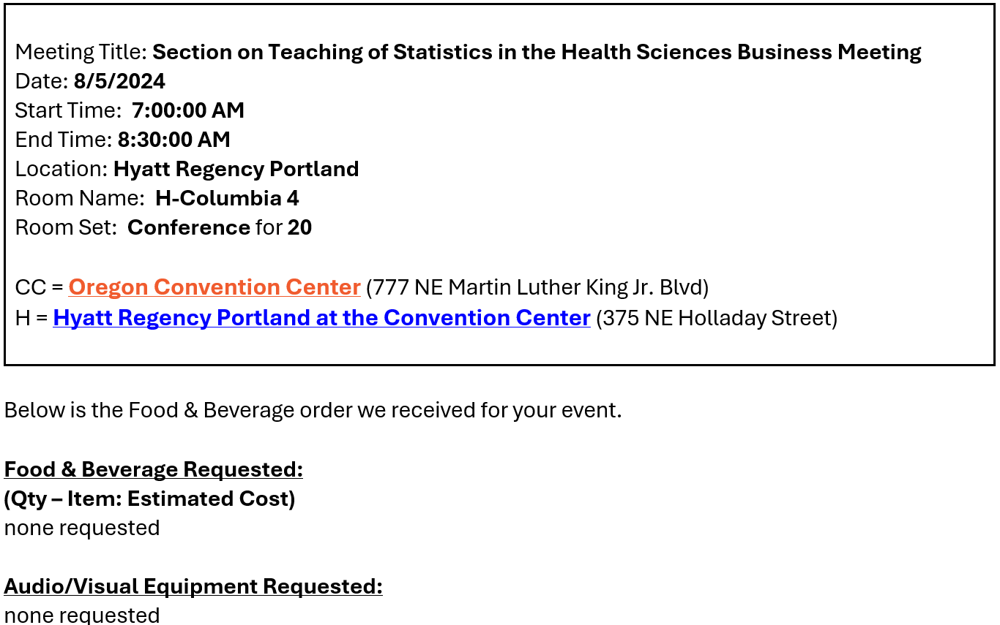 Meeting Title: Section on Teaching of Statistics in the Health Sciences Business Meeting
Date: 8/5/2024
Start Time:  7:00:00 AM
End Time: 8:30:00 AM
Location: Hyatt Regency Portland
Room Name:  H-Columbia 4
Room Set:  Conference for 20
CC = Oregon Convention Center (777 NE Martin Luther King Jr. Blvd)
H = Hyatt Regency Portland at the Convention Center (375 NE Holladay Street)
Below is the Food & Beverage order we received for your event.
Food & Beverage Requested:
(Qty – Item: Estimated Cost)
none requested
Audio/Visual Equipment Requested:
none requested